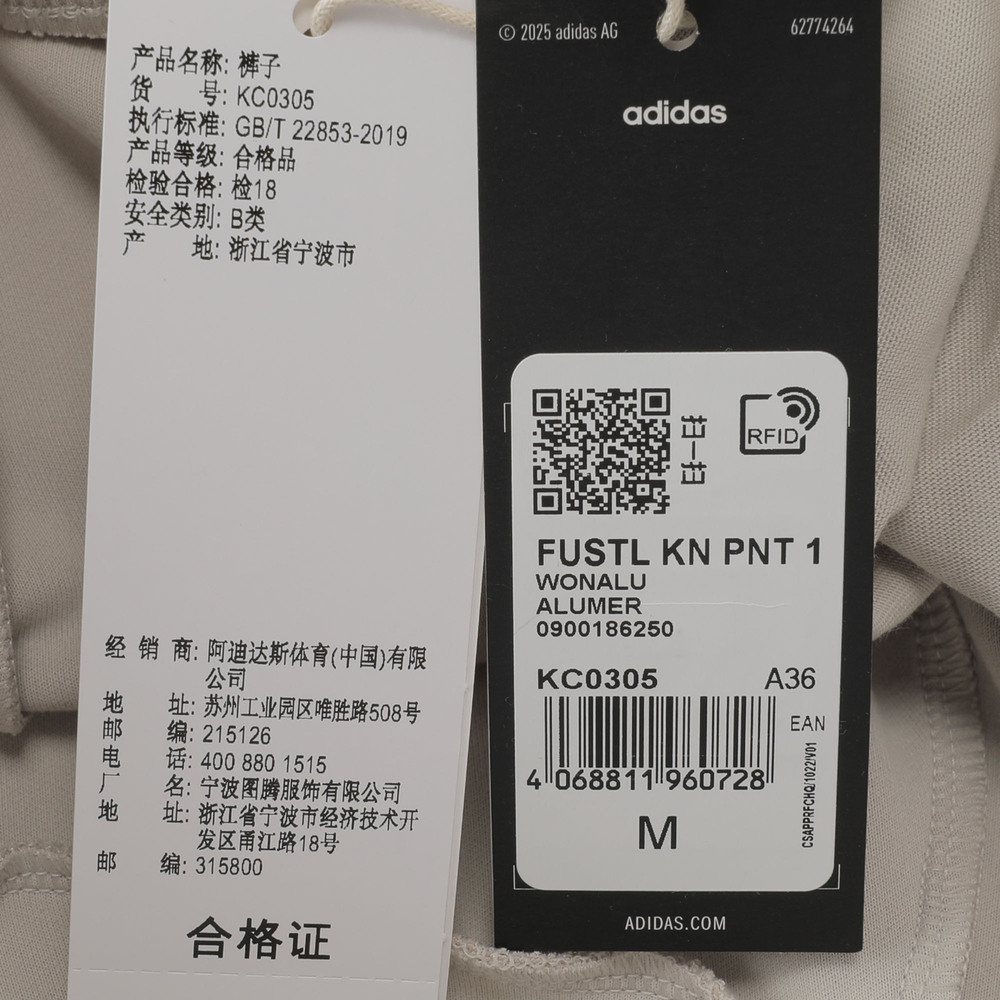 产品名称: 裤子
货 号: KC0305
执行标准: GB/T 22853-2019
产品等级: 合格品
检验合格: 检18
安全类别: B类
产 地: 浙江省宁波市
经 销 商: 阿迪达斯体育(中国)有限
公司
地 址: 苏州工业园区唯胜路508号
邮 编: 215126
电 话: 400 880 1515
厂 名: 宁波图腾服饰有限公司
地 址: 浙江省宁波市经济技术开
发区甬江路18号
邮 编: 315800
合格证
© 2025 adidas AG
62774264
adidas
扫一扫
RFID
FUSTL KN PNT 1
WONALU
ALUMER
0900186250
KC0305 A36
EAN
4 068811 960728
CSAPPRFCHQ/1022/V01
M
ADIDAS.COM